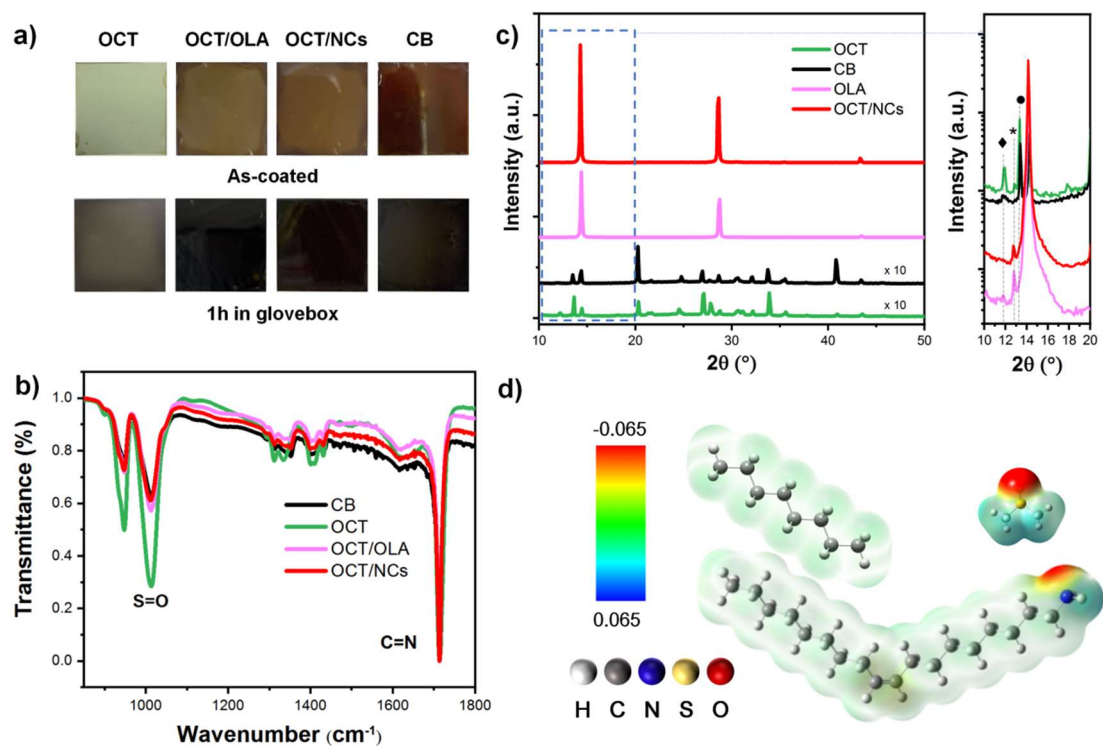 a)
OCT OCT/OLA OCT/NCs CB
As-coated
1h in glovebox
b)
Transmittance (%)
1.0
0.8
0.6
0.4
0.2
0.0
CB
OCT
OCT/OLA
OCT/NCs
S=O
C=N
1000 1200 1400 1600 1800
Wavenumber (cm⁻¹)
c)
Intensity (a.u.)
OCT
CB
OLA
OCT/NCs
x 10
x 10
10 20 30 40 50
2θ (°)
Intensity (a.u.)
◆ * ●
10 12 14 16 18 20
2θ (°)
d)
-0.065
0.065
H C N S O